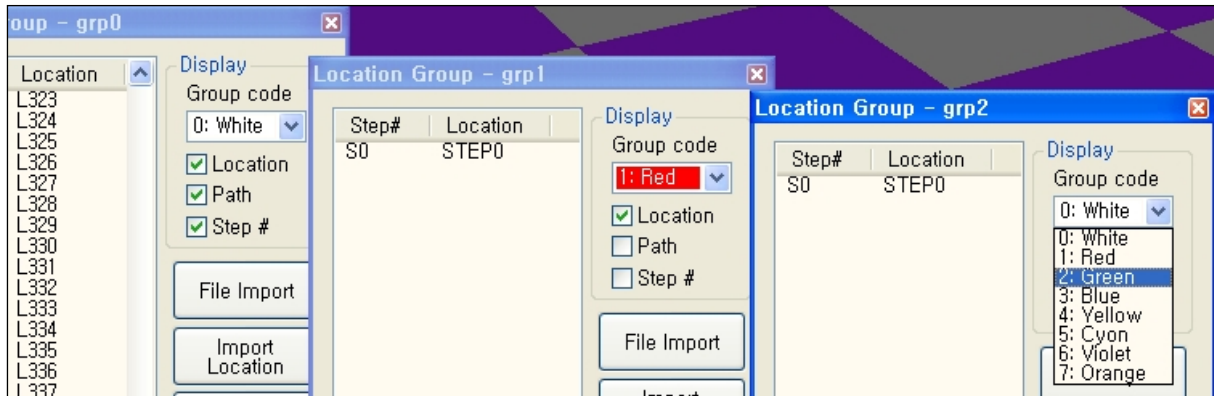 oup - grp0
Location
L323
L324
L325
L326
L327
L328
L329
L330
L331
L332
L333
L334
L335
L336
L337
Display
Group code
0: White
Location
Path
Step #
File Import
Import
Location
Location Group - grp1
Step# Location
S0 STEP0
Display
Group code
1: Red
Location
Path
Step #
File Import
Import
Location Group - grp2
Step# Location
S0 STEP0
Display
Group code
0: White
0: White
1: Red
2: Green
3: Blue
4: Yellow
5: Cyon
6: Violet
7: Orange